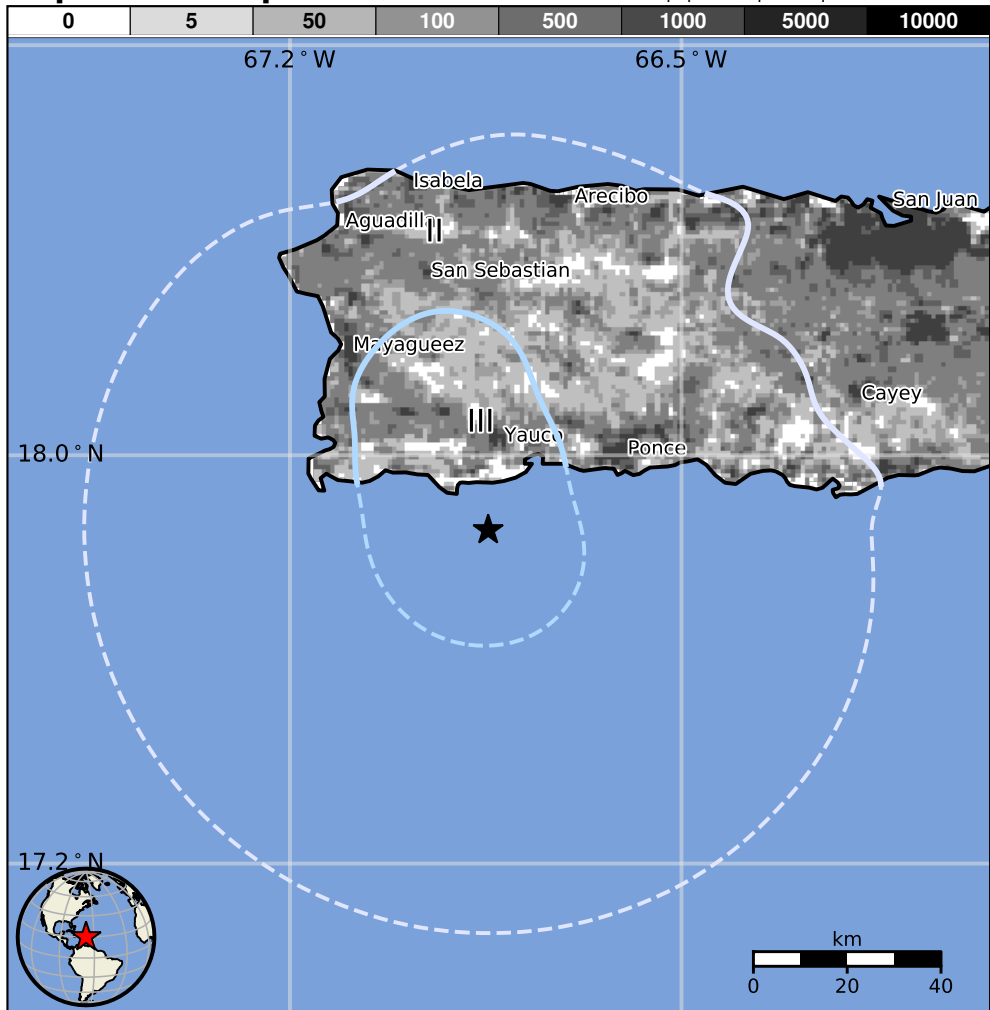 0 5 50 100 500 1000 5000 10000
67.2°W 66.5°W
Isabela
Arecibo
San Juan
Aguadilla
II
San Sebastian
Mayagueez
Cayey
III
Yauco
Ponce
18.0°N
17.2°N
km
0 20 40